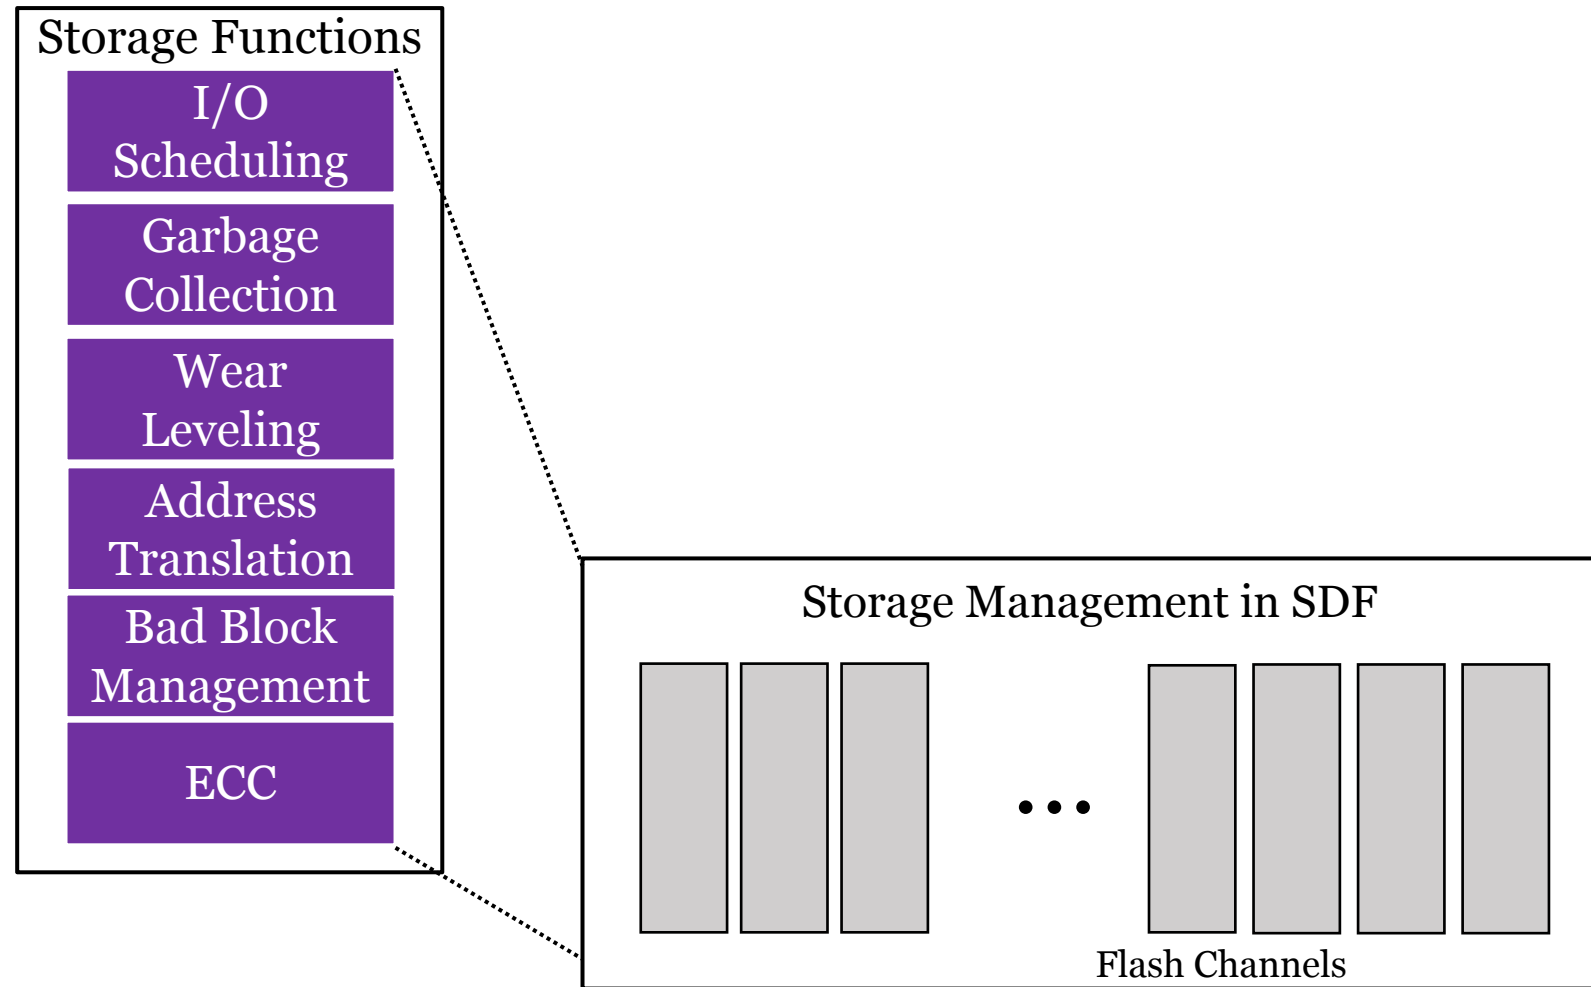 Storage Functions
I/O
Scheduling
Garbage
Collection
Wear
Leveling
Address
Translation
Bad Block
Management
ECC
Storage Management in SDF
Flash Channels